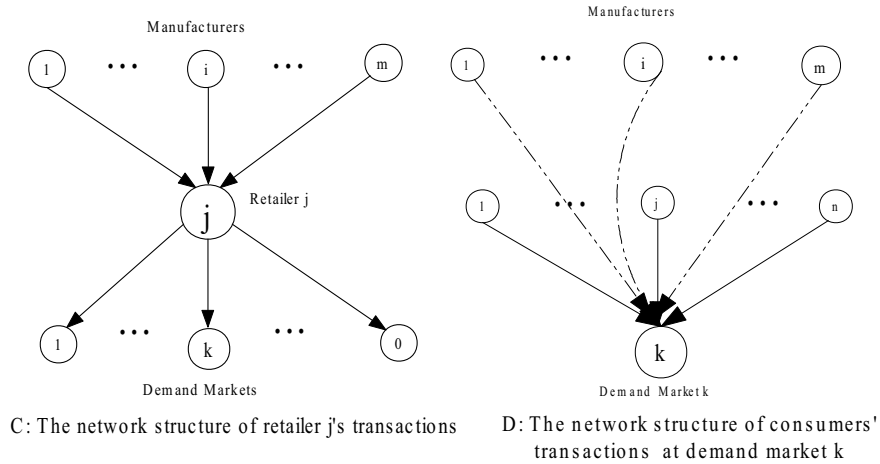 Manufacturers
1 ••• i ••• m
Retailer j
j
1 ••• k ••• 0
Demand Markets
C: The network structure of retailer j's transactions
Manufacturers
1 ••• i ••• m
1 ••• j ••• n
k
Demand Market k
D: The network structure of consumers'
transactions at demand market k